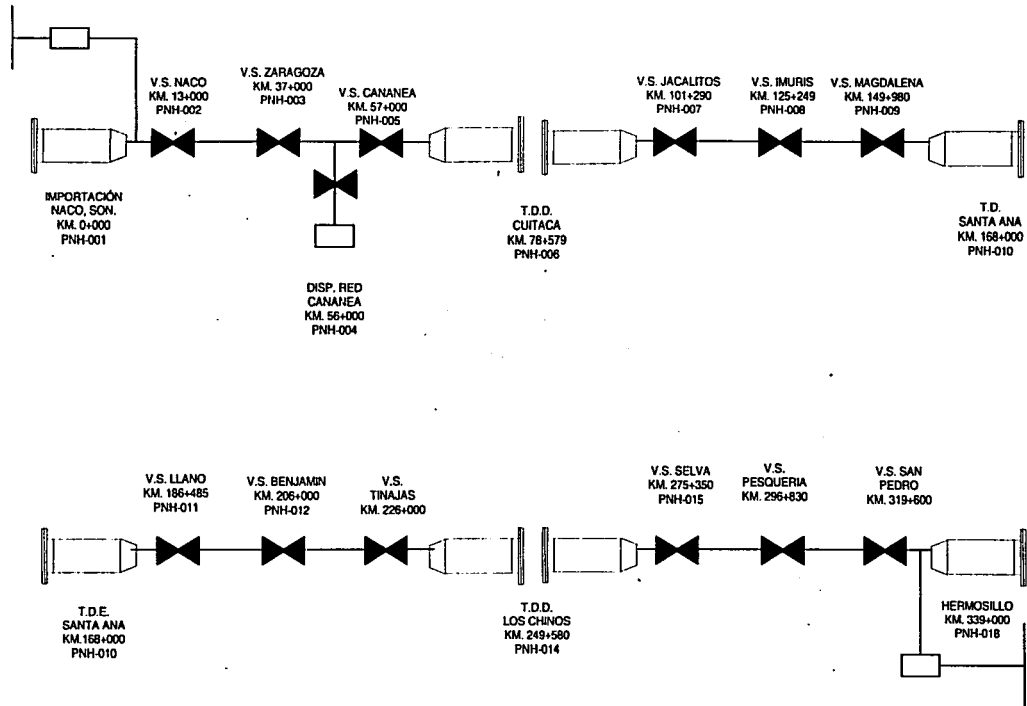 V.S. NACO
KM. 13+000
PNH-002
V.S. ZARAGOZA
KM. 37+000
PNH-003
V.S. CANANEA
KM. 57+000
PNH-005
V.S. JACALITOS
KM. 101+290
PNH-007
V.S. IMURIS
KM. 125+249
PNH-008
V.S. MAGDALENA
KM. 149+980
PNH-009
IMPORTACIÓN
NACO, SON.
KM. 0+000
PNH-001
DISP. RED
CANANEA
KM. 56+000
PNH-004
T.D.D.
CUITACA
KM. 78+579
PNH-006
T.D.
SANTA ANA
KM. 168+000
PNH-010
V.S. LLANO
KM. 186+485
PNH-011
V.S. BENJAMIN
KM. 206+000
PNH-012
V.S.
TINAJAS
KM. 226+000
V.S. SELVA
KM. 275+350
PNH-015
V.S.
PESQUERIA
KM. 296+830
V.S. SAN
PEDRO
KM. 319+600
T.D.E.
SANTA ANA
KM.168+000
PNH-010
T.D.D.
LOS CHINOS
KM. 249+580
PNH-014
HERMOSILLO
KM. 339+000
PNH-018